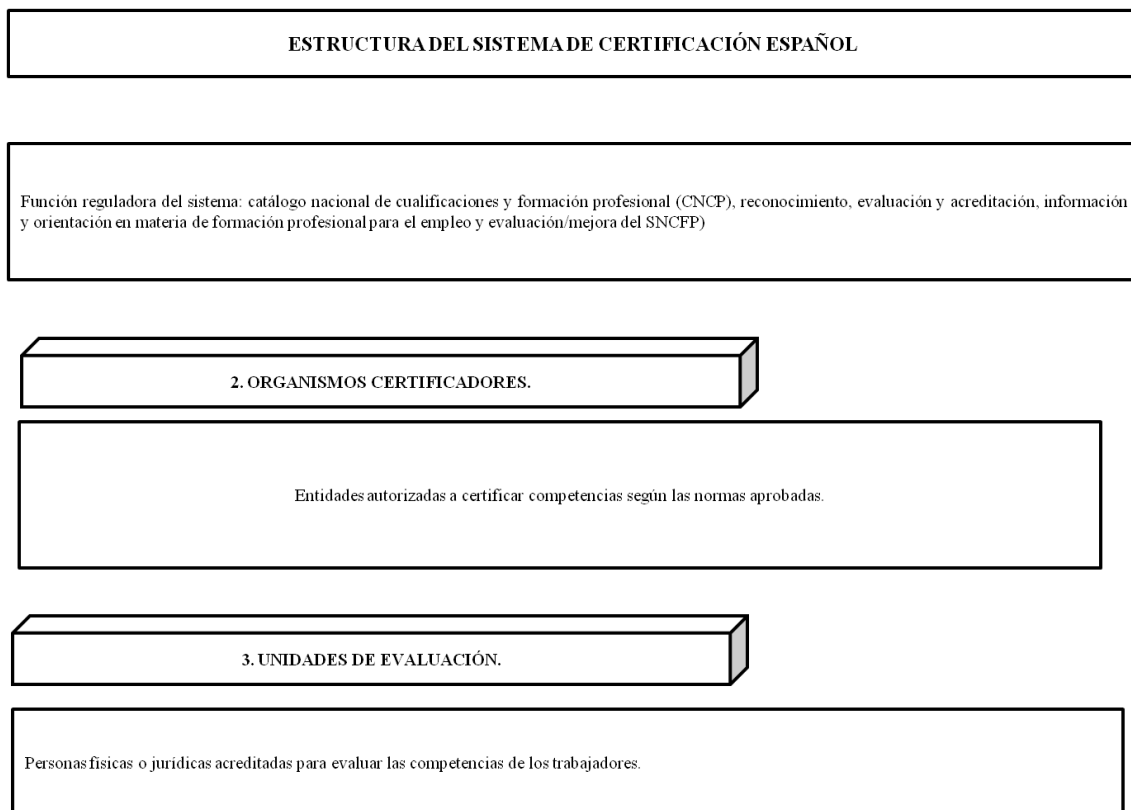 ESTRUCTURA DEL SISTEMA DE CERTIFICACIÓN ESPAÑOL
Función reguladora del sistema: catálogo nacional de cualificaciones y formación profesional (CNCP), reconocimiento, evaluación y acreditación, información
y orientación en materia de formación profesional para el empleo y evaluación/mejora del SNCFP)
2. ORGANISMOS CERTIFICADORES.
Entidades autorizadas a certificar competencias según las normas aprobadas.
3. UNIDADES DE EVALUACIÓN.
Personas físicas o jurídicas acreditadas para evaluar las competencias de los trabajadores.